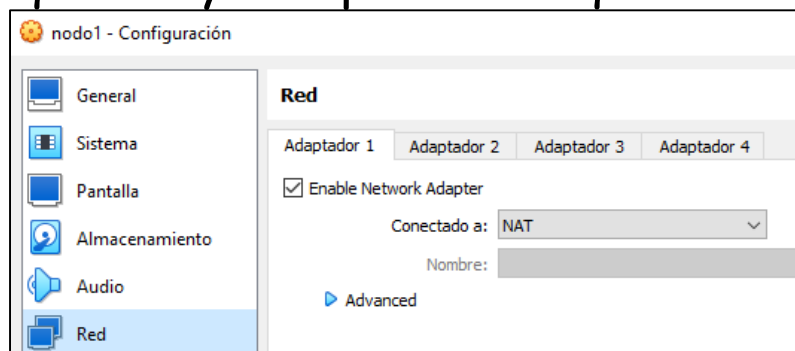 nodo1 - Configuración
General
Sistema
Pantalla
Almacenamiento
Audio
Red
Red
Adaptador 1 Adaptador 2 Adaptador 3 Adaptador 4
Enable Network Adapter
Conectado a: NAT
Nombre:
Advanced